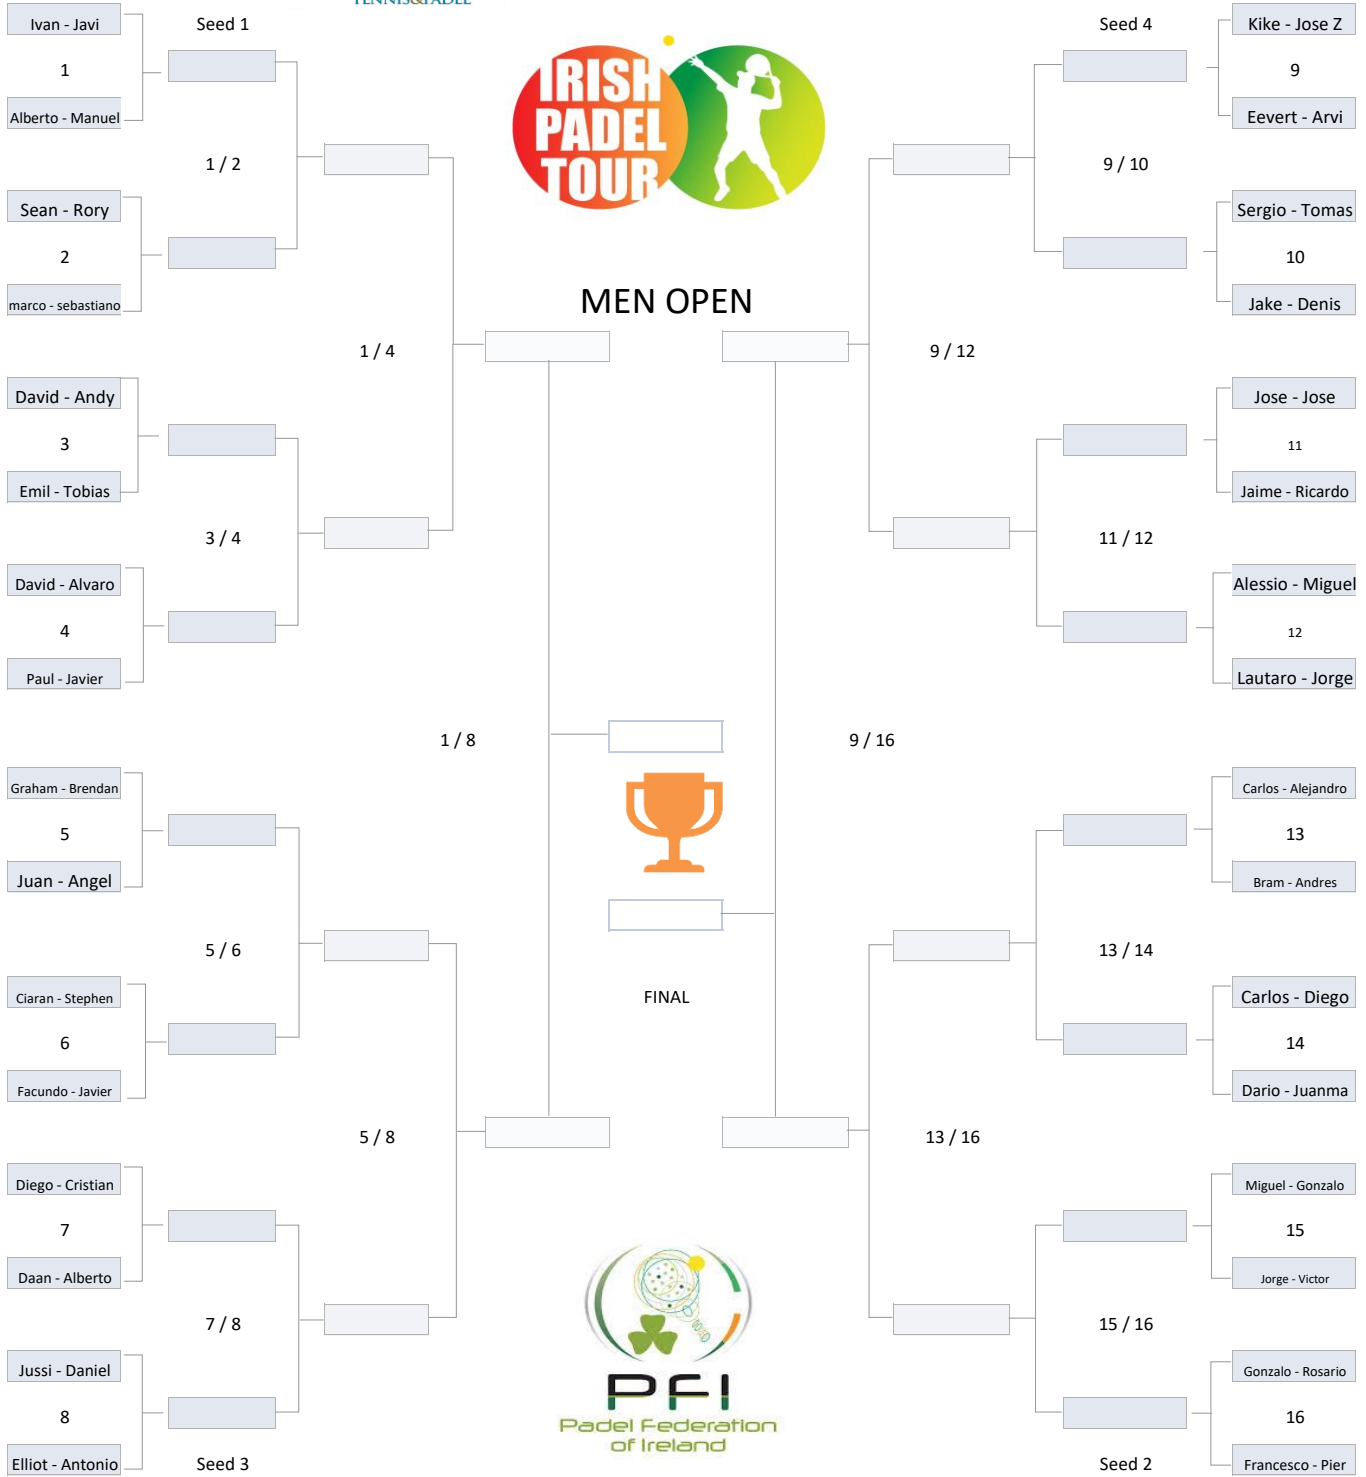 TENNIS&PADEL
Ivan - Javi
Seed 1
1
Alberto - Manuel
1 / 2
Sean - Rory
2
marco - sebastiano
1 / 4
David - Andy
3
Emil - Tobias
3 / 4
David - Alvaro
4
Paul - Javier
1 / 8
Graham - Brendan
5
Juan - Angel
5 / 6
Ciaran - Stephen
6
Facundo - Javier
5 / 8
Diego - Cristian
7
Daan - Alberto
7 / 8
Jussi - Daniel
8
Elliot - Antonio
Seed 3
IRISH
PADEL
TOUR
MEN OPEN
FINAL
PFI
Padel Federation
of Ireland
Seed 4
Kike - Jose Z
9
Eevert - Arvi
9 / 10
Sergio - Tomas
10
Jake - Denis
9 / 12
Jose - Jose
11
Jaime - Ricardo
11 / 12
Alessio - Miguel
12
Lautaro - Jorge
9 / 16
Carlos - Alejandro
13
Bram - Andres
13 / 14
Carlos - Diego
14
Dario - Juanma
13 / 16
Miguel - Gonzalo
15
Jorge - Victor
15 / 16
Gonzalo - Rosario
16
Francesco - Pier
Seed 2